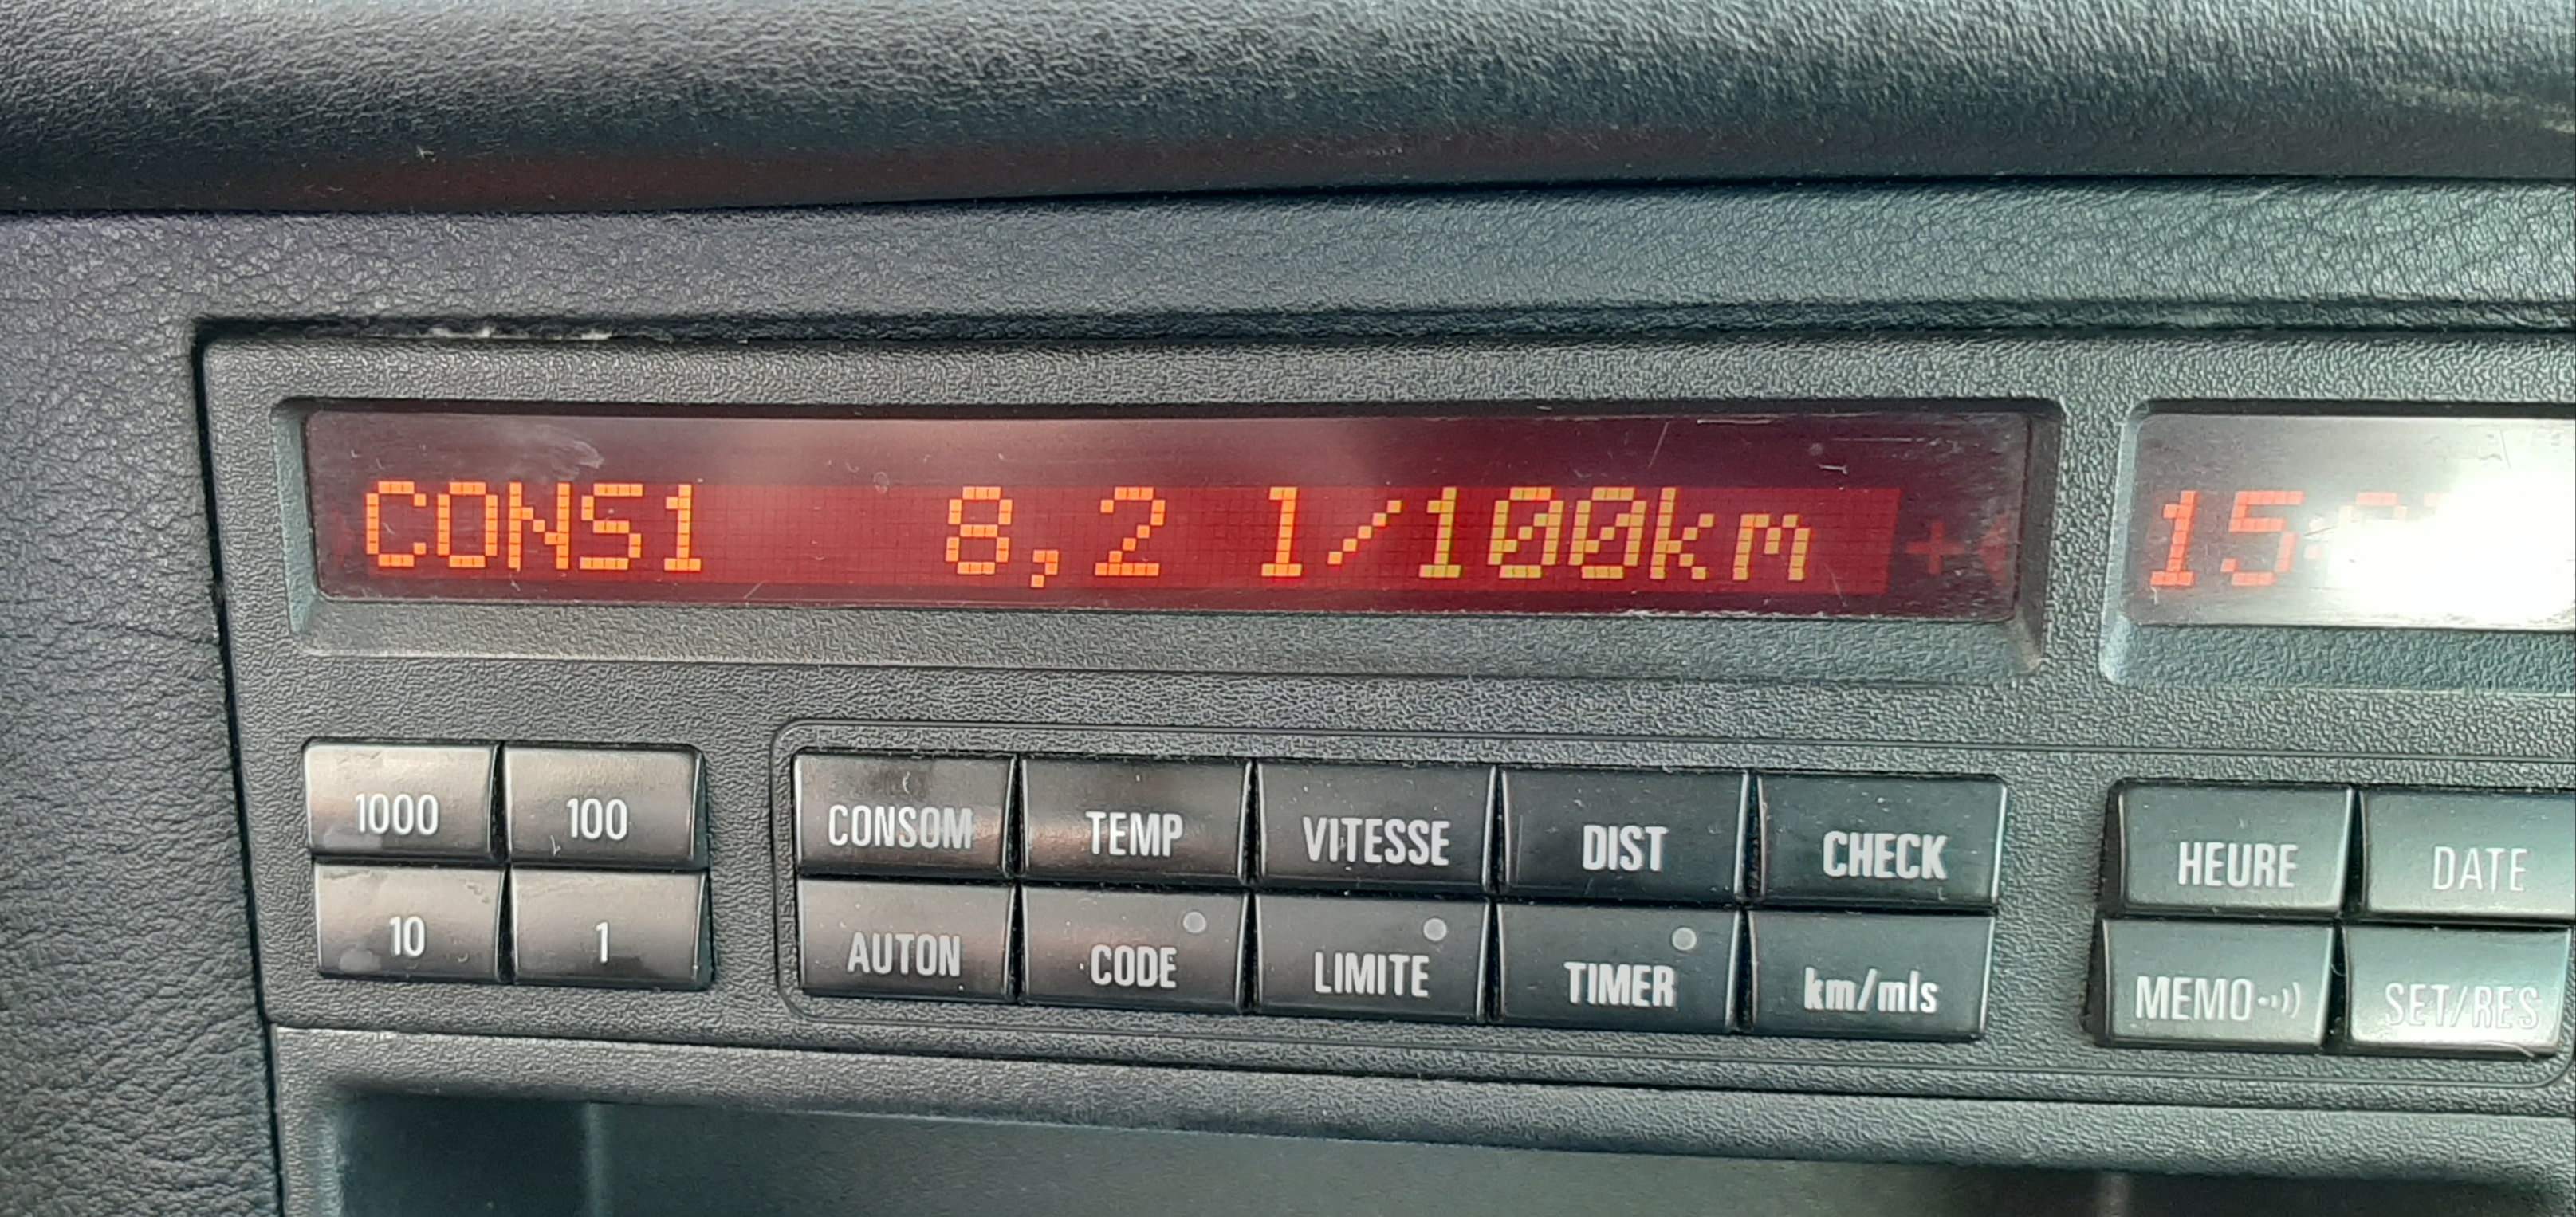 CONS1 8,2 l/100km +
15
1000 100 CONSOM TEMP VITESSE DIST CHECK HEURE DATE
10 1 AUTON CODE LIMITE TIMER km/mls MEMO SET/RES